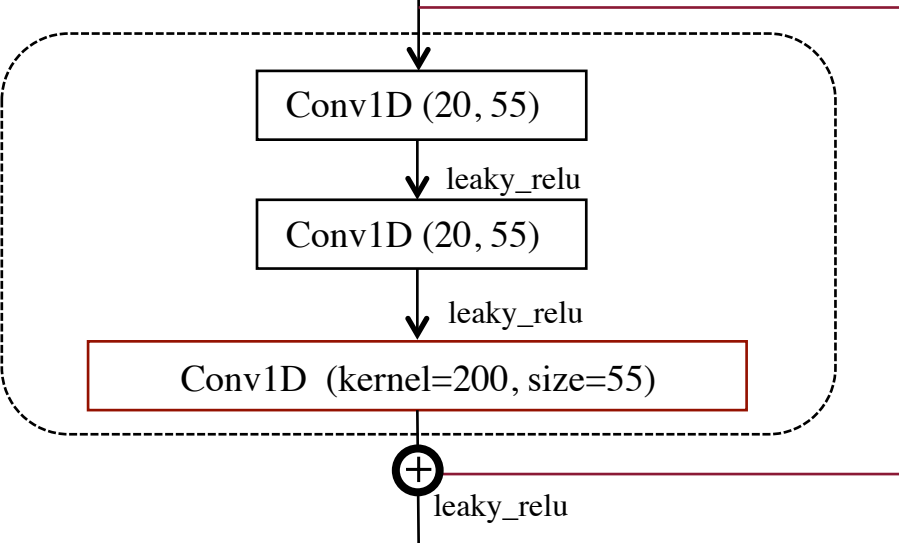 Conv1D (20, 55)
leaky_relu
Conv1D (20, 55)
leaky_relu
Conv1D (kernel=200, size=55)
leaky_relu